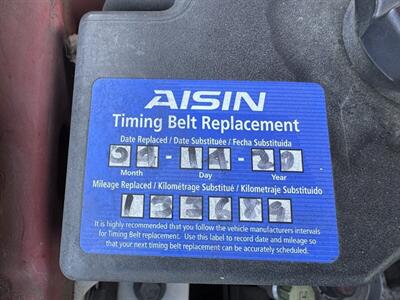 AISIN
Timing Belt Replacement
Date Replaced / Date Substituée / Fecha Substituida
- 11 - 20
Month Day Year
Mileage Replaced / Kilométrage Substitué / Kilometraje Substituido
It is highly recommended that you follow the vehicle manufacturers intervals
for Timing Belt replacement. Use this label to record date and mileage so
that your next timing belt replacement can be accurately scheduled.